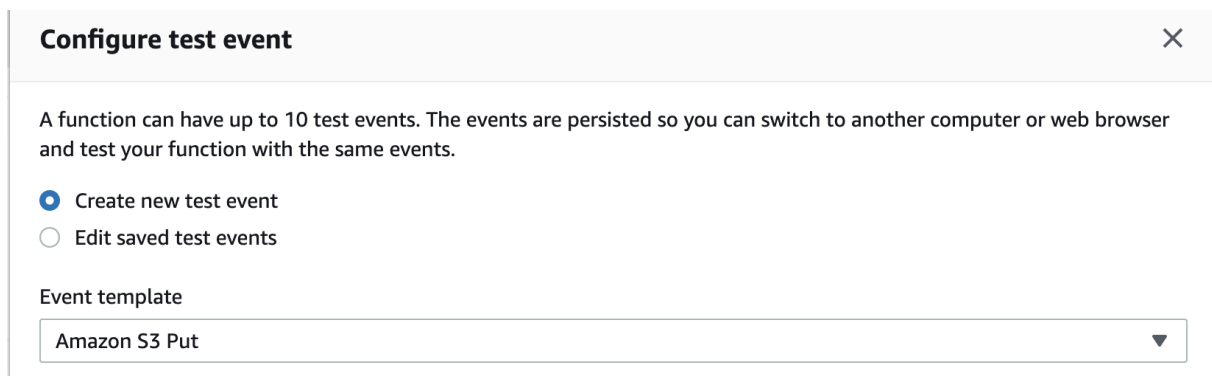 Configure test event
A function can have up to 10 test events. The events are persisted so you can switch to another computer or web browser
and test your function with the same events.
Create new test event
Edit saved test events
Event template
Amazon S3 Put